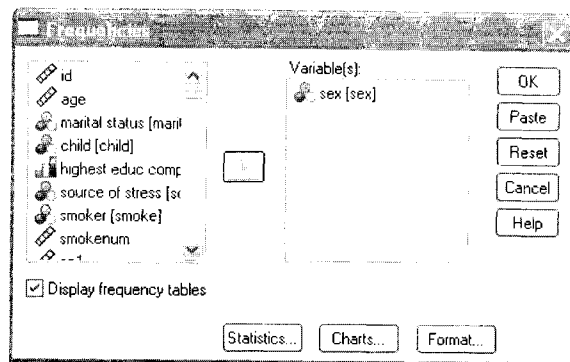 Frequencies
id
age
marital status [marit
child [child]
highest educ comp
source of stress [so
smoker [smoke]
smokenum
Variable(s):
sex [sex]
OK
Paste
Reset
Cancel
Help
Display frequency tables
Statistics...
Charts...
Format...